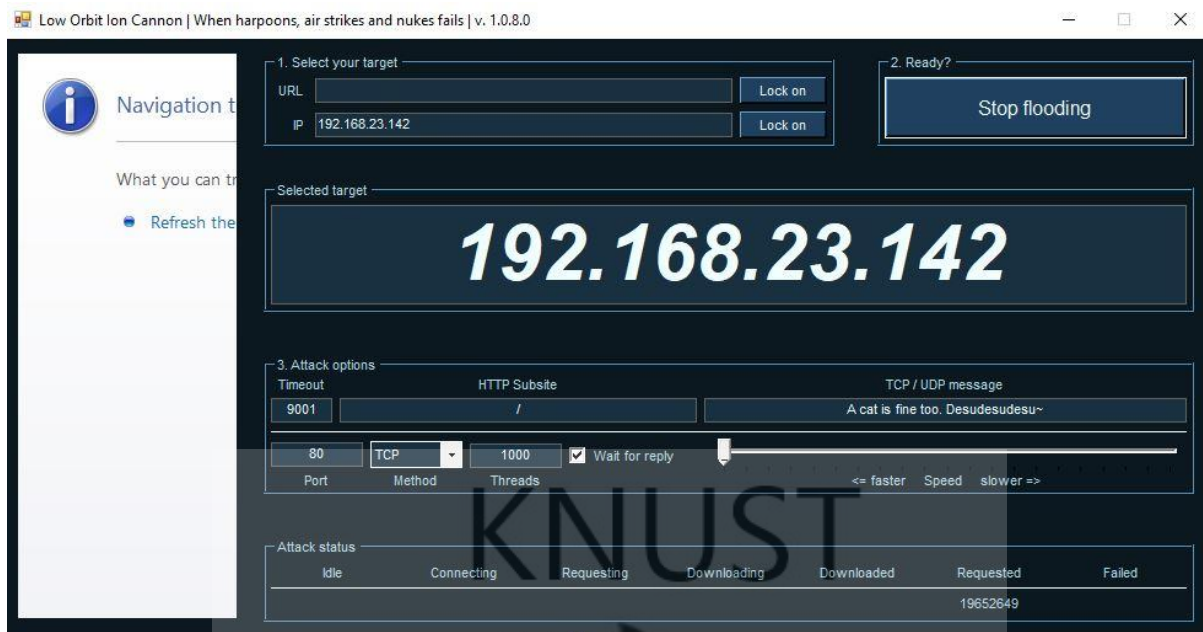 Low Orbit Ion Cannon | When harpoons, air strikes and nukes fails | v. 1.0.8.0
Navigation t
What you can tr
Refresh the
1. Select your target
URL Lock on
IP 192.168.23.142 Lock on
2. Ready?
Stop flooding
Selected target
192.168.23.142
3. Attack options
Timeout HTTP Subsite TCP / UDP message
9001 / A cat is fine too. Desudesudesu~
80 TCP 1000 Wait for reply
Port Method Threads <= faster Speed slower =>
KNUST
Attack status
Idle Connecting Requesting Downloading Downloaded Requested Failed
19652649